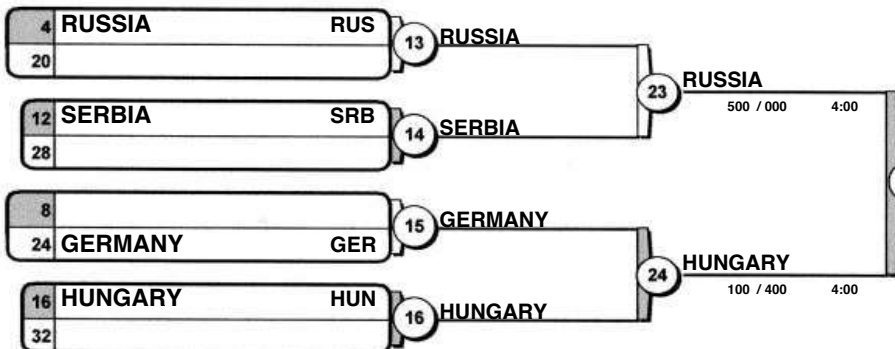 4 RUSSIA RUS
20
13 RUSSIA
12 SERBIA SRB
28
14 SERBIA
23 RUSSIA
500 / 000 4:00
8
24 GERMANY GER
15 GERMANY
16 HUNGARY HUN
32
16 HUNGARY
24 HUNGARY
100 / 400 4:00